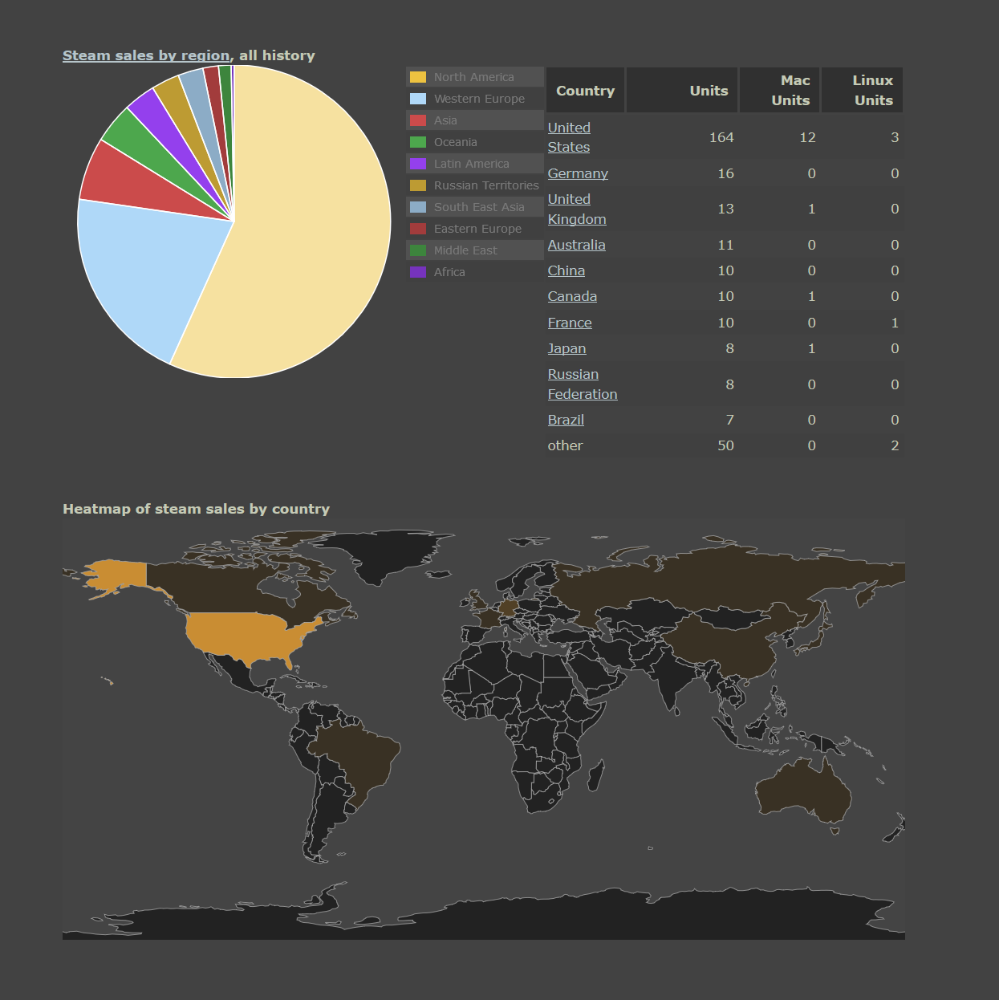 Steam sales by region, all history
North America
Western Europe
Asia
Oceania
Latin America
Russian Territories
South East Asia
Eastern Europe
Middle East
Africa
Country Units Mac Units Linux Units
United States 164 12 3
Germany 16 0 0
United Kingdom 13 1 0
Australia 11 0 0
China 10 0 0
Canada 10 1 0
France 10 0 1
Japan 8 1 0
Russian Federation 8 0 0
Brazil 7 0 0
other 50 0 2
Heatmap of steam sales by country